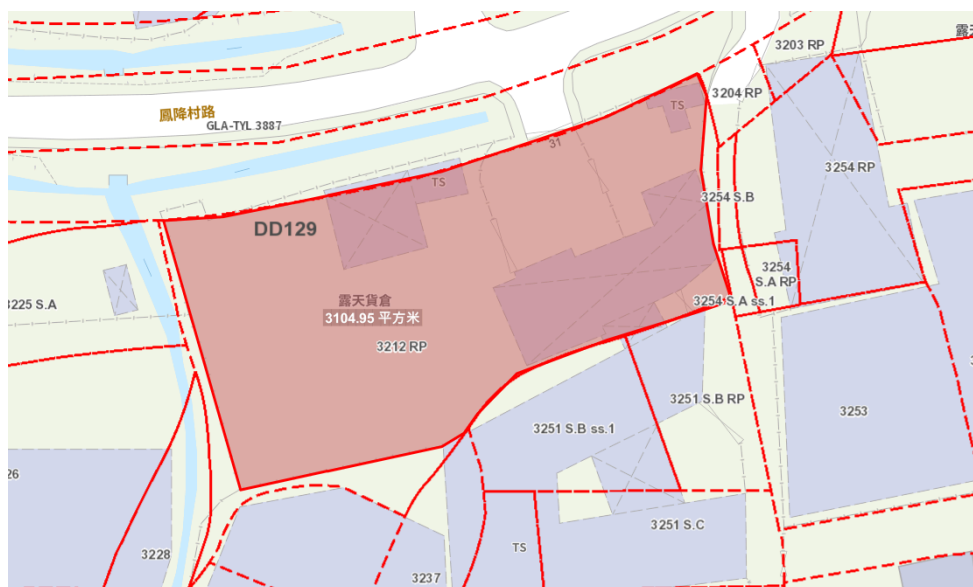 3203 RP
露天
3204 RP
TS
鳳降村路
GLA-TYL 3887
31
3254 RP
TS
3254 S.B
DD129
3254
S.A RP
3225 S.A
露天貨倉
3254 S.A ss.1
3104.95 平方米
3212 RP
3251 S.B RP
3253
3251 S.B ss.1
26
3251 S.C
TS
3228
3237